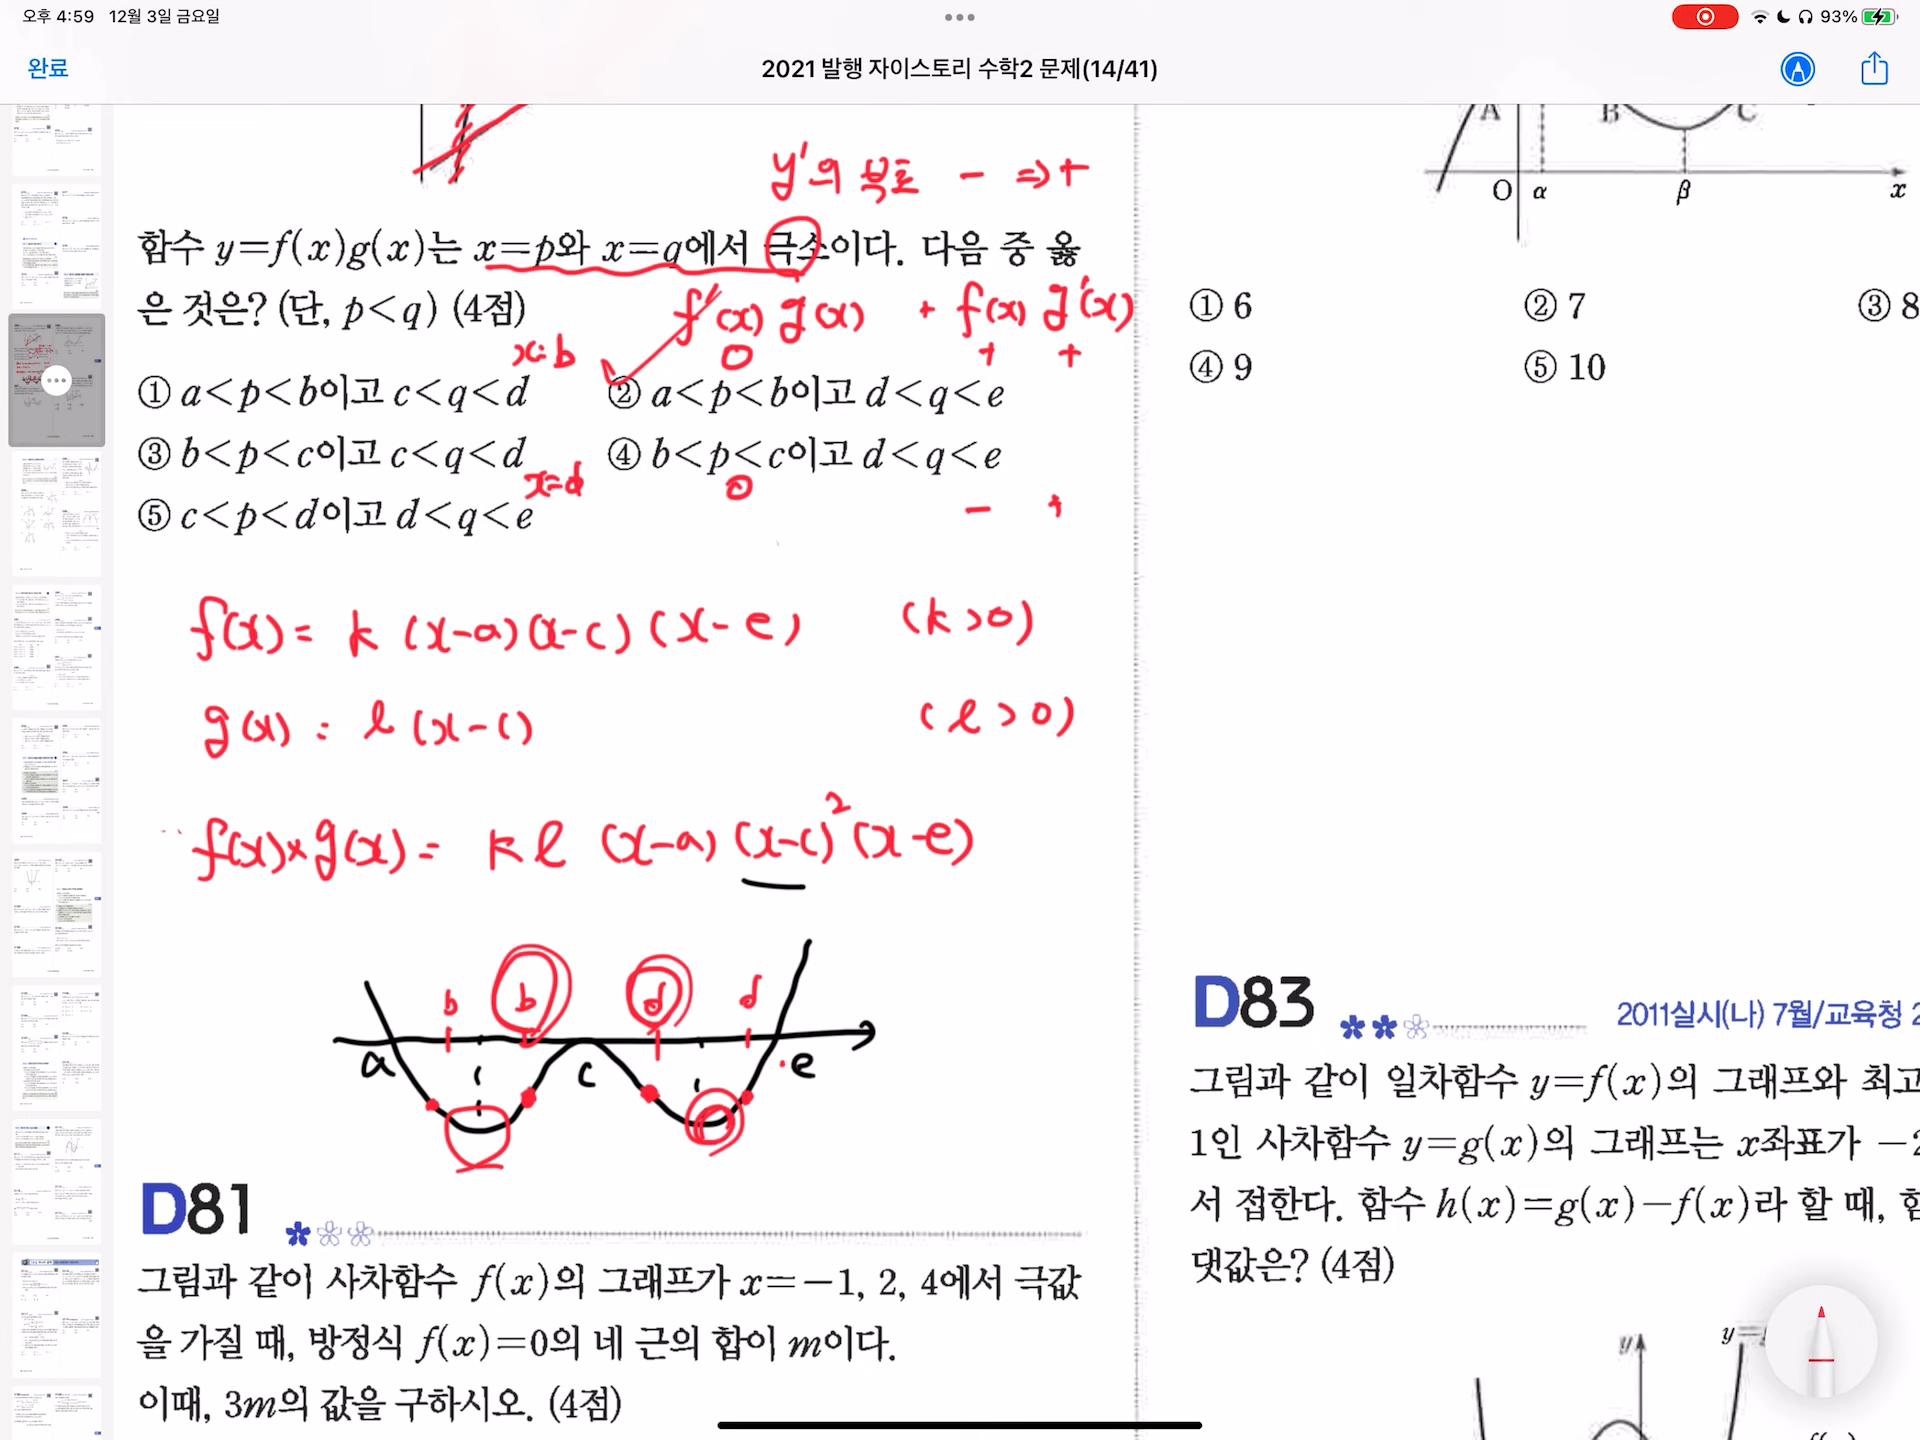 오후 4:59 12월 3일 금요일
93%
완료
2021 발행 자이스토리 수학2 문제(14/41)
y'의 부호 - ⇒ +
함수 y=f(x)g(x)는 x=p와 x=q에서 극소이다. 다음 중 옳
은 것은? (단, p<q) (4점)
f'(x) g(x) + f(x) g'(x)
x=b 0 + +
① a<p<b이고 c<q<d ② a<p<b이고 d<q<e
③ b<p<c이고 c<q<d ④ b<p<c이고 d<q<e
x=d 0 - +
⑤ c<p<d이고 d<q<e
f(x) = k (x-a)(x-c)(x-e) (k>0)
g(x) = l (x-c) (l>0)
f(x)×g(x) = kl (x-a)(x-c)²(x-e)
b b d d
a c e
D81
그림과 같이 사차함수 f(x)의 그래프가 x=-1, 2, 4에서 극값
을 가질 때, 방정식 f(x)=0의 네 근의 합이 m이다.
이때, 3m의 값을 구하시오. (4점)
A B C
O α β x
① 6 ② 7 ③ 8
④ 9 ⑤ 10
D83
2011실시(나) 7월/교육청 2
그림과 같이 일차함수 y=f(x)의 그래프와 최고
1인 사차함수 y=g(x)의 그래프는 x좌표가 -2
서 접한다. 함수 h(x)=g(x)-f(x)라 할 때, 함
댓값은? (4점)
y y=